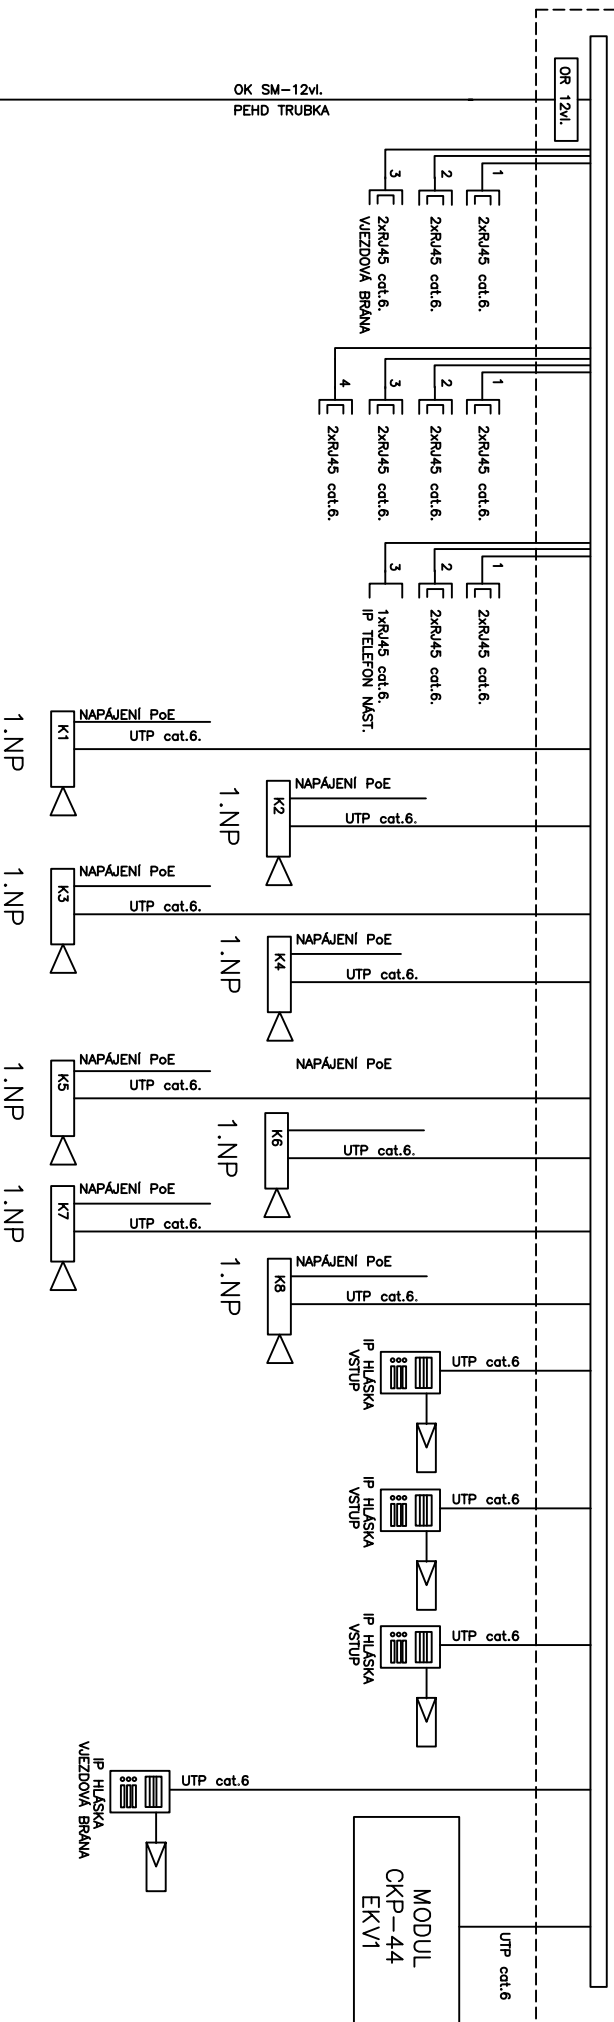 OK SM-12vl.
PEHD TRUBKA
OR 12vl.
1
2xRJ45 cat.6.
2
2xRJ45 cat.6.
3
2xRJ45 cat.6.
VJEZDOVÁ BRÁNA
1
2xRJ45 cat.6.
2
2xRJ45 cat.6.
3
2xRJ45 cat.6.
4
2xRJ45 cat.6.
1
2xRJ45 cat.6.
2
2xRJ45 cat.6.
3
1xRJ45 cat.6.
IP TELEFON NÁST.
NAPÁJENÍ PoE
UTP cat.6.
K1
1.NP
NAPÁJENÍ PoE
UTP cat.6.
K2
1.NP
NAPÁJENÍ PoE
UTP cat.6.
K3
1.NP
NAPÁJENÍ PoE
UTP cat.6.
K4
1.NP
NAPÁJENÍ PoE
UTP cat.6.
K5
1.NP
NAPÁJENÍ PoE
UTP cat.6.
K6
1.NP
NAPÁJENÍ PoE
UTP cat.6.
K7
1.NP
NAPÁJENÍ PoE
UTP cat.6.
K8
1.NP
UTP cat.6
IP HLÁSKA
VSTUP
UTP cat.6
IP HLÁSKA
VSTUP
UTP cat.6
IP HLÁSKA
VSTUP
UTP cat.6
IP HLÁSKA
VJEZDOVÁ BRÁNA
MODUL
CKP-44
EKV1
UTP cat.6